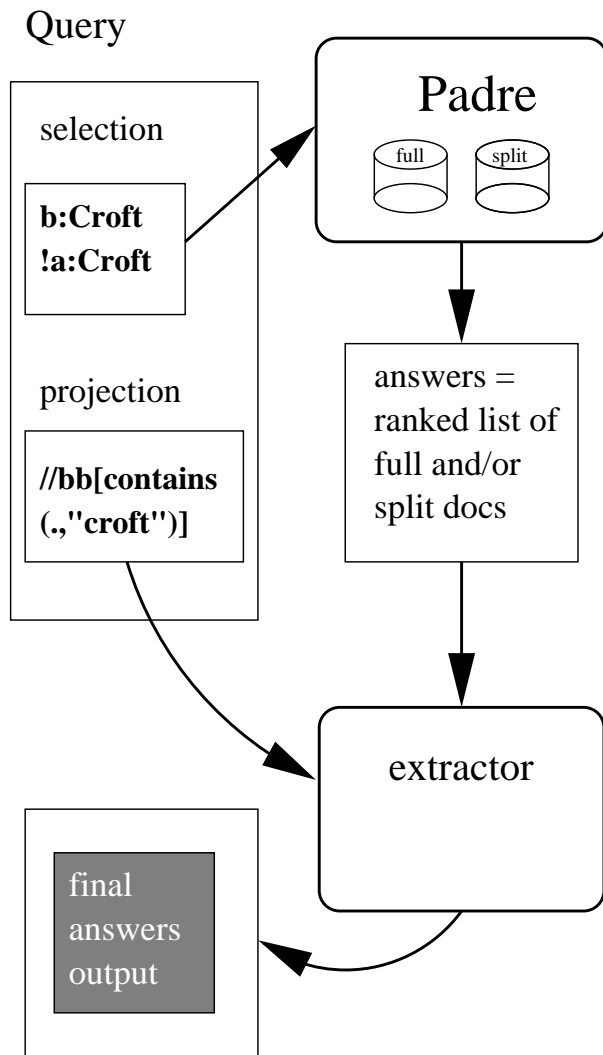 Query
selection
b:Croft
!a:Croft
projection
//bb[contains
(.,"croft")]
Padre
full
split
answers =
ranked list of
full and/or
split docs
extractor
final
answers
output